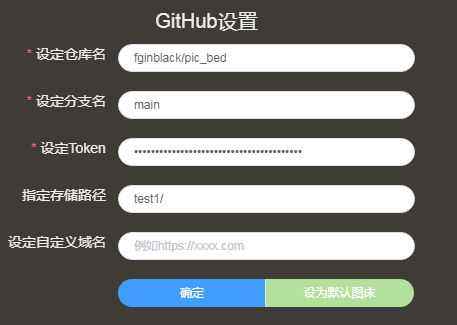 GitHub设置
* 设定仓库名 fginblack/pic_bed
* 设定分支名 main
* 设定Token ••••••••••••••••••••••••••••••••••••••••
指定存储路径 test1/
设定自定义域名 例如https://xxxx.com
确定 设为默认图床